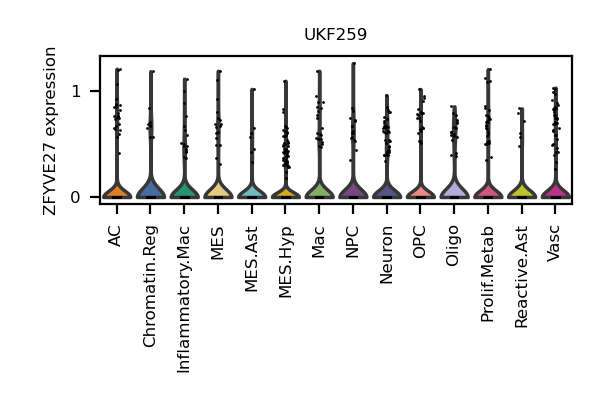 UKF259
ZFYVE27 expression
1
0
AC
Chromatin.Reg
Inflammatory.Mac
MES
MES.Ast
MES.Hyp
Mac
NPC
Neuron
OPC
Oligo
Prolif.Metab
Reactive.Ast
Vasc